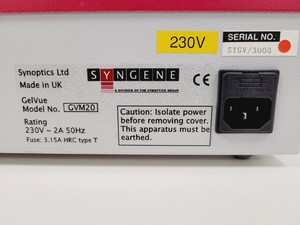 230V
SERIAL NO.
SYGV/3008
Synoptics Ltd
Made in UK
SYNGENE
A DIVISION OF THE SYNOPTICS GROUP
CE
GelVue
Model No. GVM20
Rating
230V ~ 2A 50Hz
Fuse: 3.15A HRC type T
Caution: Isolate power
before removing cover.
This apparatus must be
earthed.